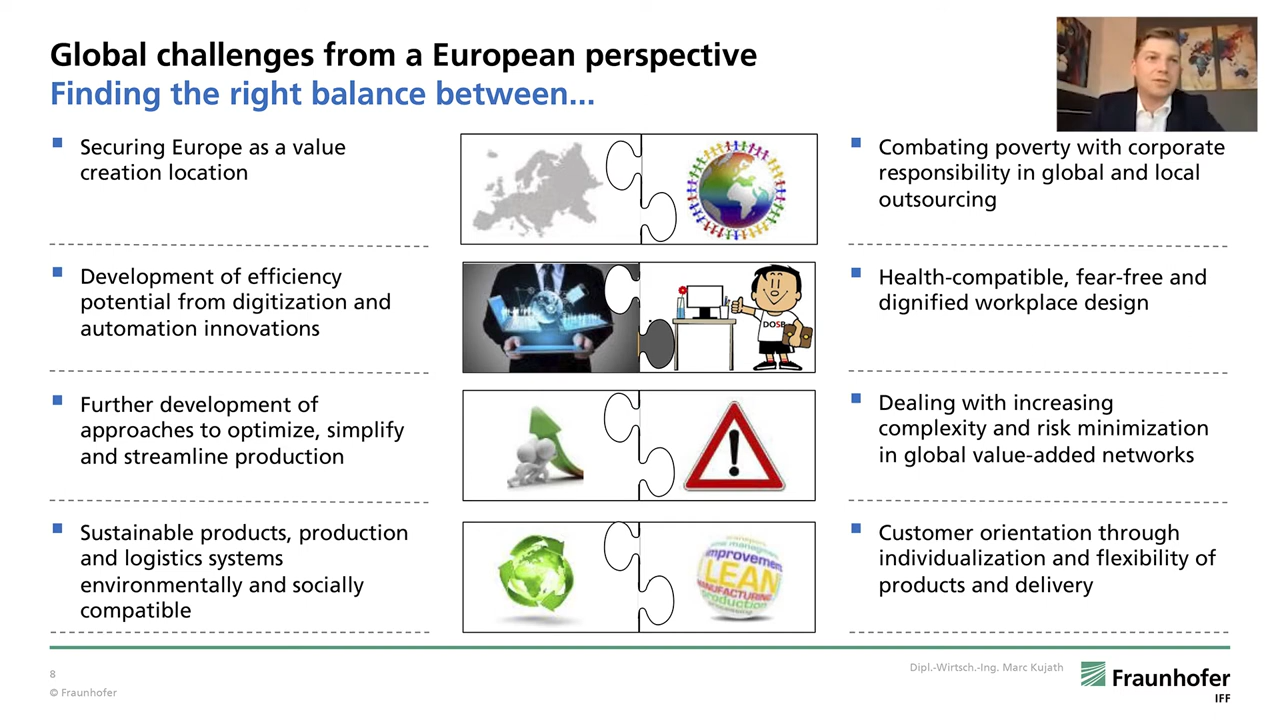 Global challenges from a European perspective
Finding the right balance between...
Securing Europe as a value
creation location
Combating poverty with corporate
responsibility in global and local
outsourcing
Development of efficiency
potential from digitization and
automation innovations
DOSB
Health-compatible, fear-free and
dignified workplace design
Further development of
approaches to optimize, simplify
and streamline production
Dealing with increasing
complexity and risk minimization
in global value-added networks
Sustainable products, production
and logistics systems
environmentally and socially
compatible
improvement
LEAN
MANUFACTURING
production
Customer orientation through
individualization and flexibility of
products and delivery
8
© Fraunhofer
Dipl.-Wirtsch.-Ing. Marc Kujath
Fraunhofer
IFF